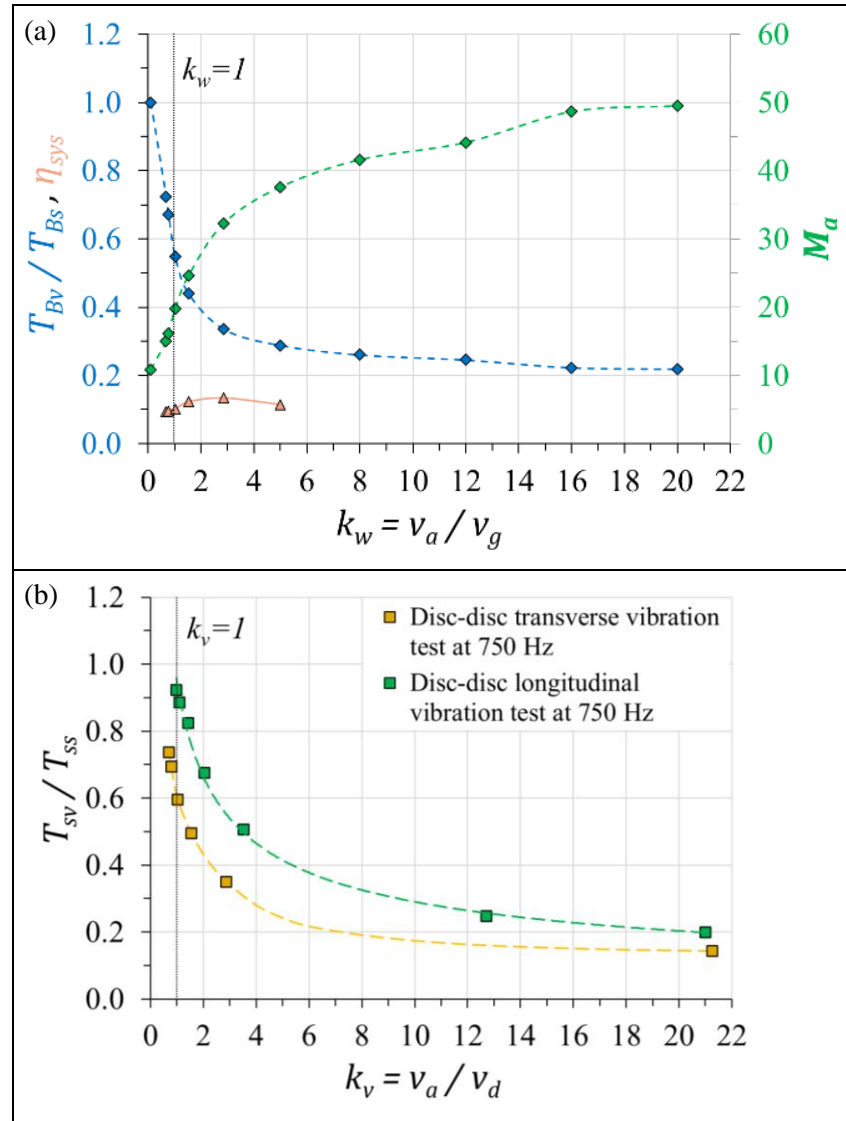 (a)
1.2
1.0
0.8
0.6
0.4
0.2
0.0
T_Bv / T_Bs, η_sys
k_w=1
60
50
40
30
20
10
0
M_a
0 2 4 6 8 10 12 14 16 18 20 22
k_w = v_a / v_g
(b)
1.2
1.0
0.8
0.6
0.4
0.2
0.0
T_sv / T_ss
k_v=1
Disc-disc transverse vibration
test at 750 Hz
Disc-disc longitudinal
vibration test at 750 Hz
0 2 4 6 8 10 12 14 16 18 20 22
k_v = v_a / v_d